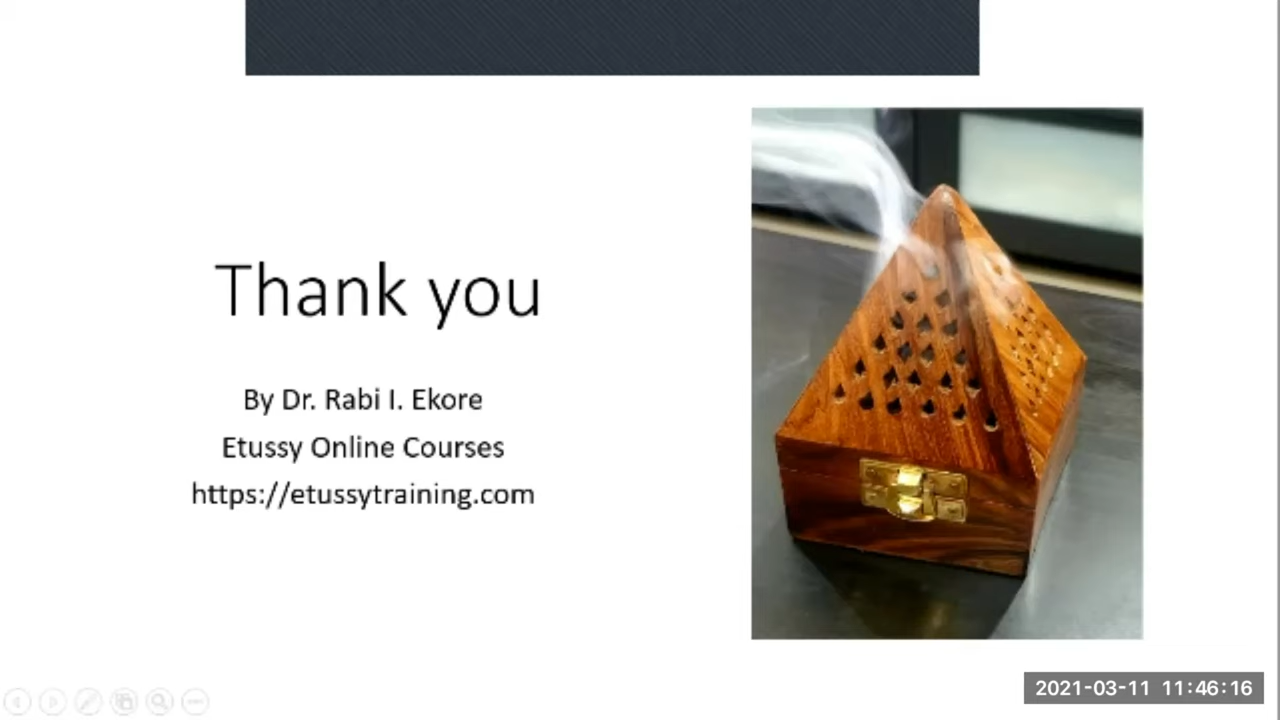 Thank you
By Dr. Rabi I. Ekore
Etussy Online Courses
https://etussytraining.com
2021-03-11 11:46:16